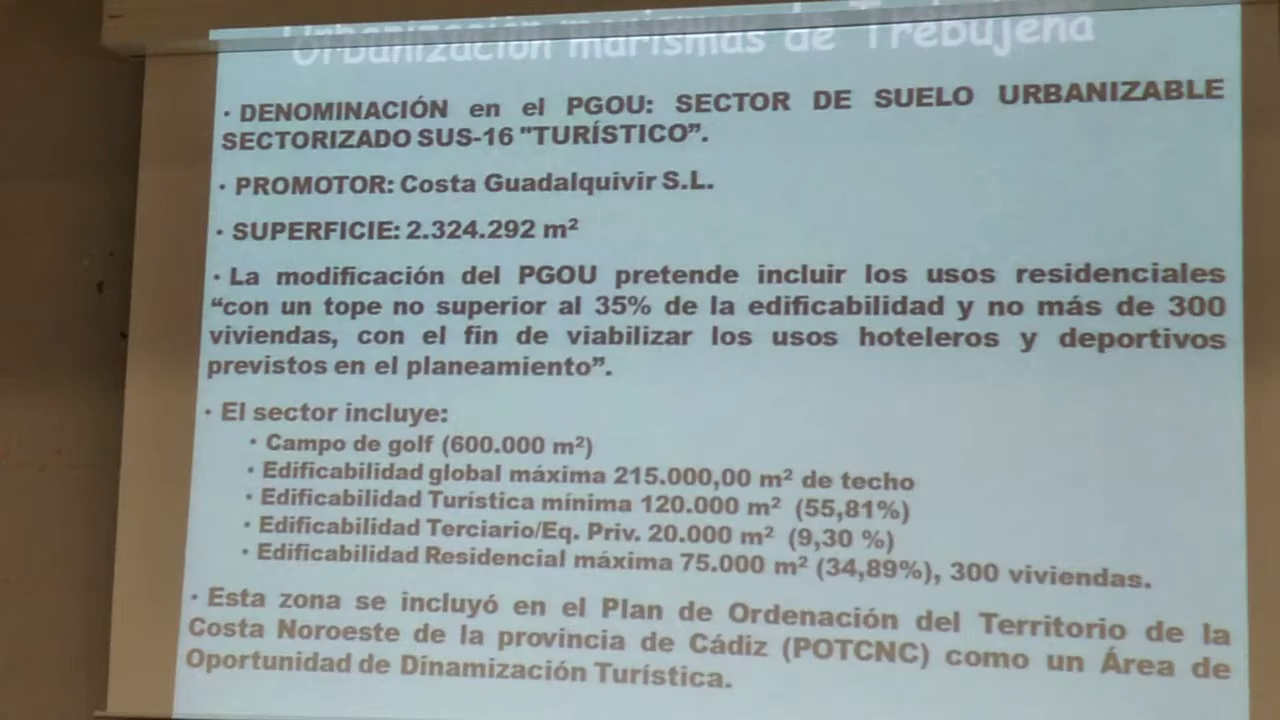 Urbanización marismas de Trebujena
· DENOMINACIÓN en el PGOU: SECTOR DE SUELO URBANIZABLE
SECTORIZADO SUS-16 "TURÍSTICO”.
· PROMOTOR: Costa Guadalquivir S.L.
· SUPERFICIE: 2.324.292 m²
· La modificación del PGOU pretende incluir los usos residenciales
“con un tope no superior al 35% de la edificabilidad y no más de 300
viviendas, con el fin de viabilizar los usos hoteleros y deportivos
previstos en el planeamiento”.
· El sector incluye:
· Campo de golf (600.000 m²)
· Edificabilidad global máxima 215.000,00 m² de techo
· Edificabilidad Turística mínima 120.000 m² (55,81%)
· Edificabilidad Terciario/Eq. Priv. 20.000 m² (9,30 %)
· Edificabilidad Residencial máxima 75.000 m² (34,89%), 300 viviendas.
· Esta zona se incluyó en el Plan de Ordenación del Territorio de la
Costa Noroeste de la provincia de Cádiz (POTCNC) como un Área de
Oportunidad de Dinamización Turística.